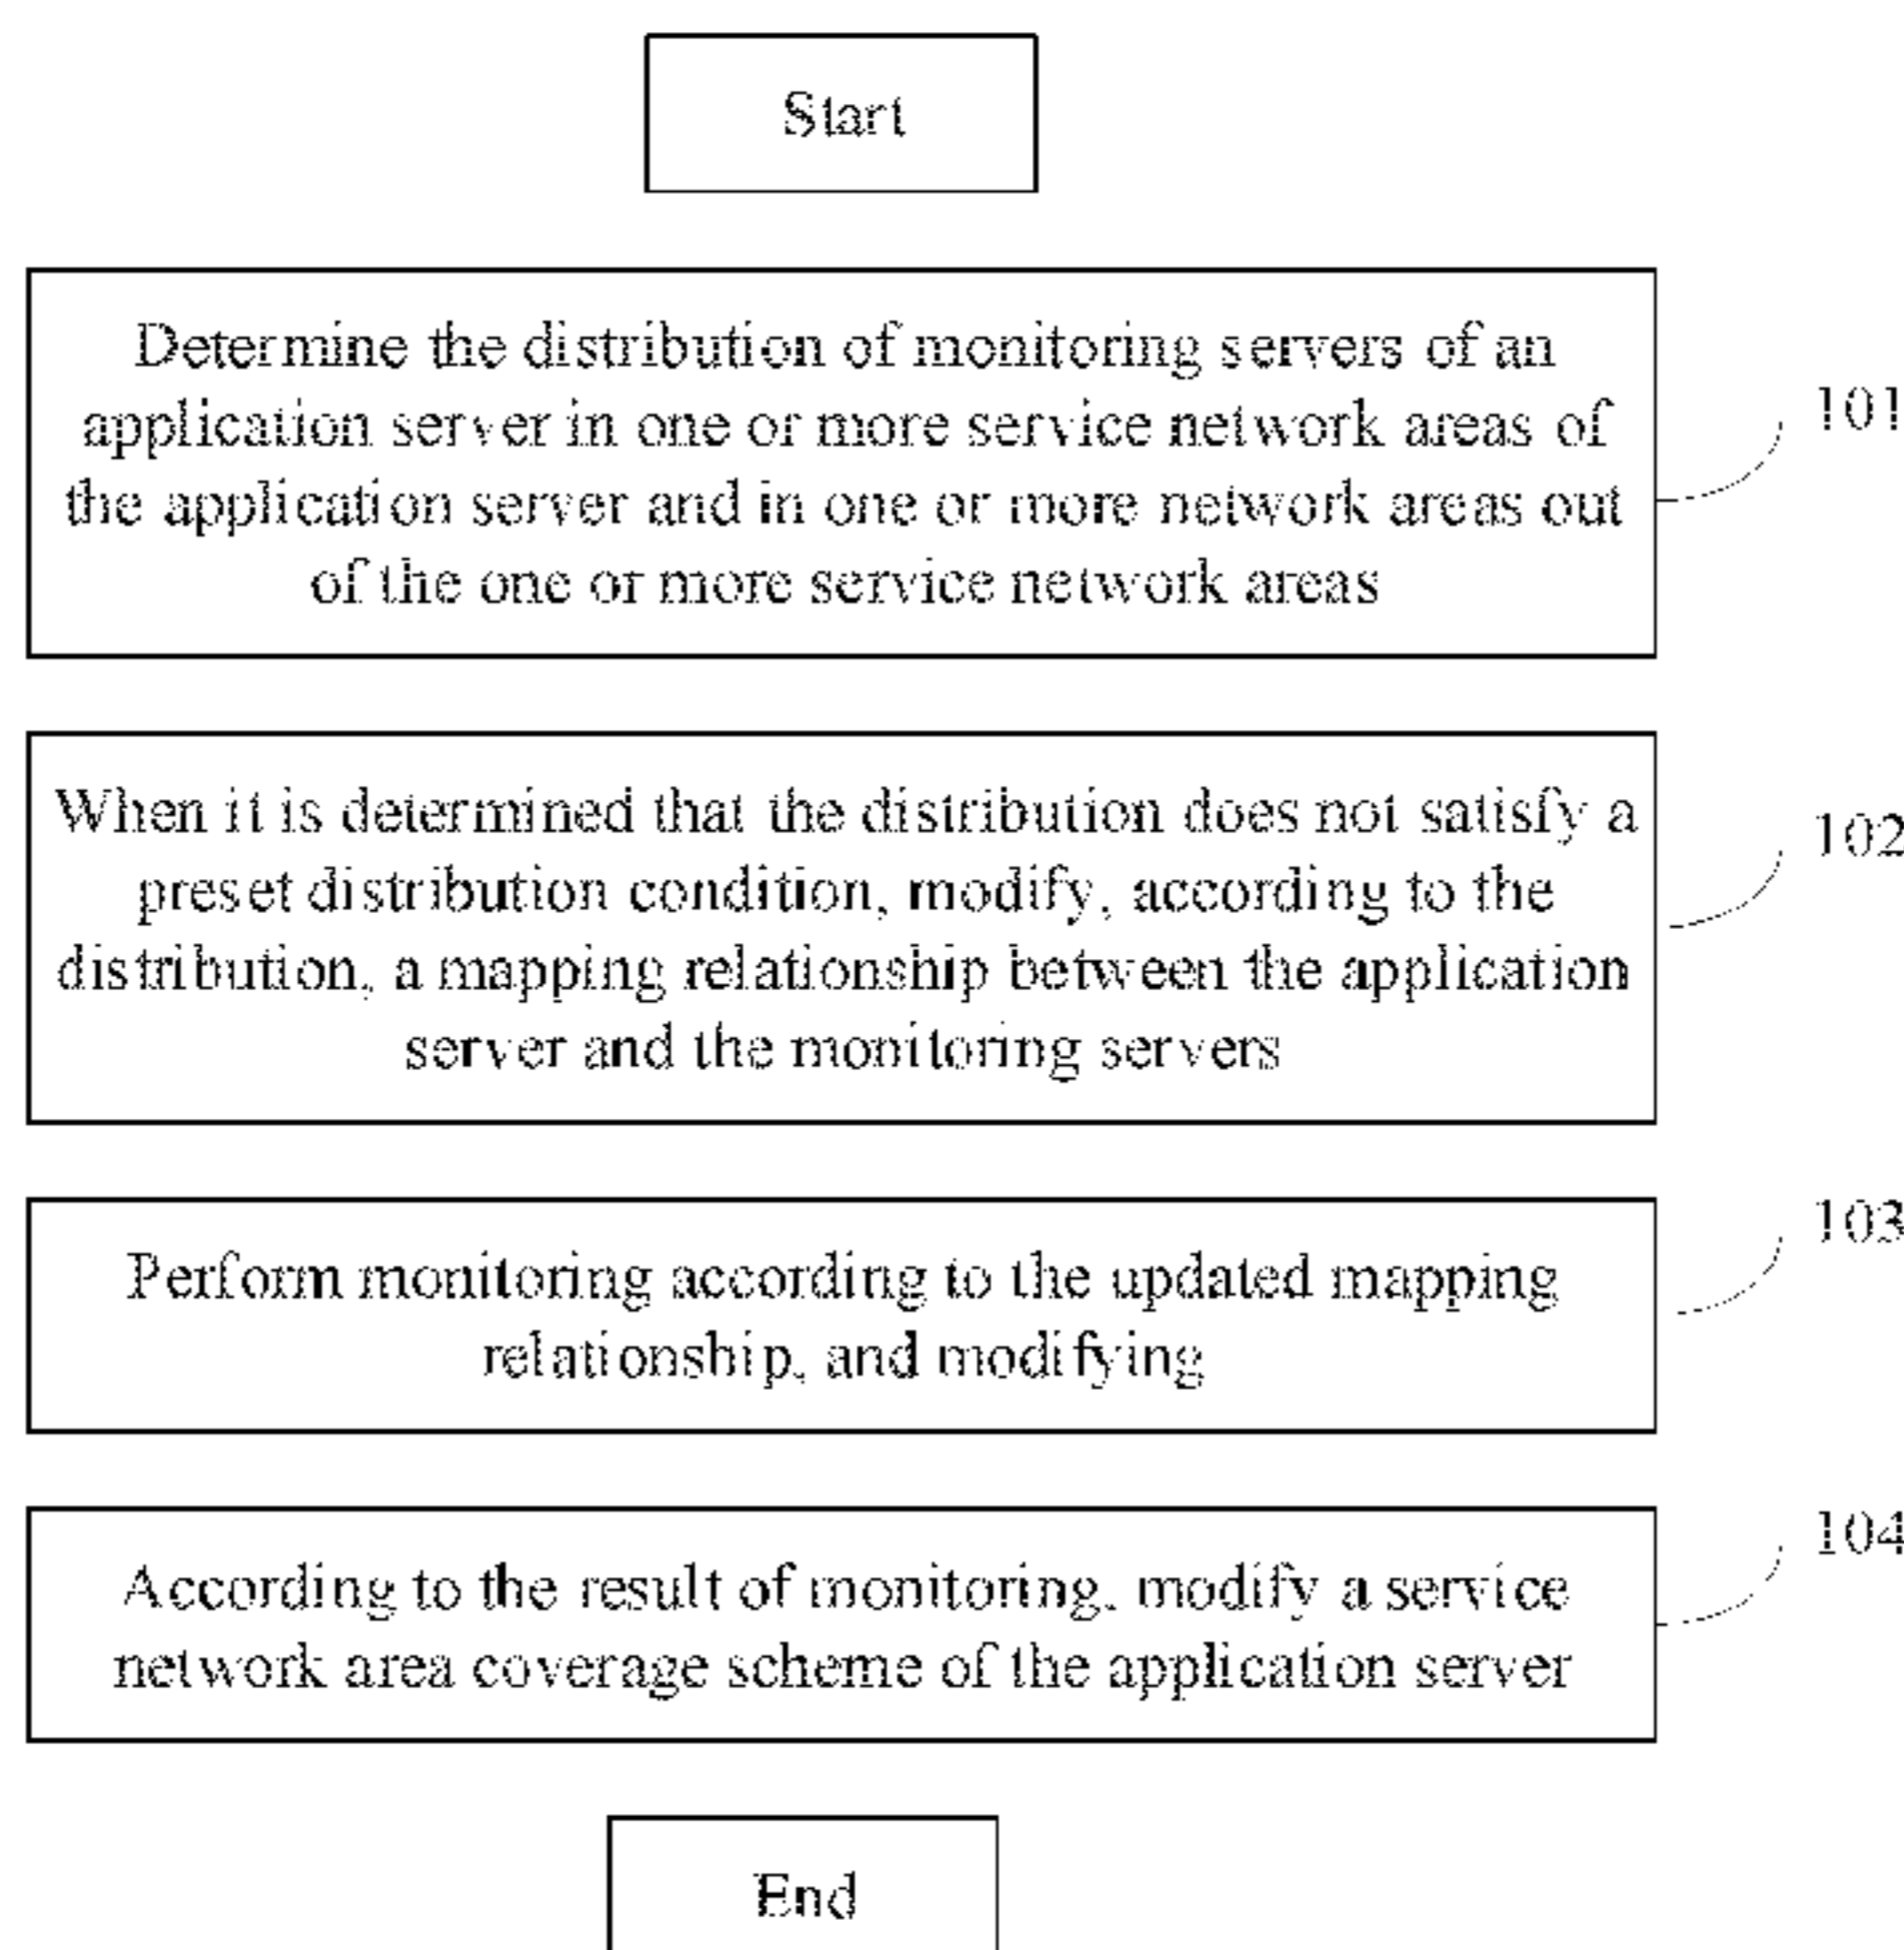 Start
Determine the distribution of monitoring servers of an
application server in one or more service network areas of
the application server and in one or more network areas out
of the one or more service network areas
101
When it is determined that the distribution does not satisfy a
preset distribution condition, modify, according to the
distribution, a mapping relationship between the application
server and the monitoring servers
102
Perform monitoring according to the updated mapping
relationship, and modifying
103
According to the result of monitoring, modify a service
network area coverage scheme of the application server
104
End